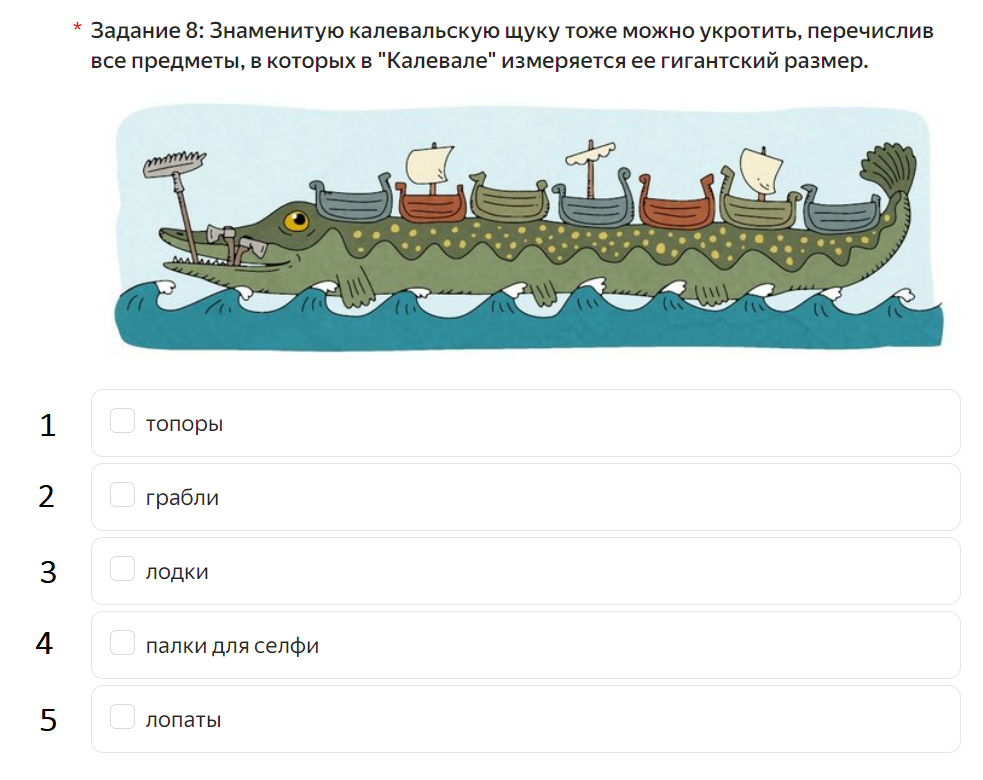 * Задание 8: Знаменитую калевальскую щуку тоже можно укротить, перечислив
все предметы, в которых в "Калевале" измеряется ее гигантский размер.
1 топоры
2 грабли
3 лодки
4 палки для селфи
5 лопаты